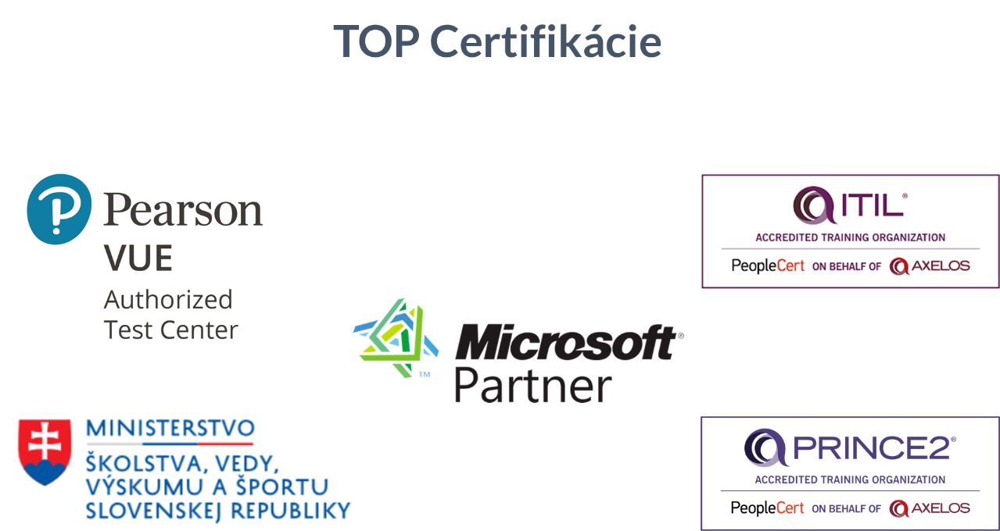 TOP Certifikácie
Pearson
VUE
Authorized
Test Center
ITIL®
ACCREDITED TRAINING ORGANIZATION
PeopleCert ON BEHALF OF AXELOS
Microsoft®
Partner
TM
MINISTERSTVO
ŠKOLSTVA, VEDY,
VÝSKUMU A ŠPORTU
SLOVENSKEJ REPUBLIKY
PRINCE2®
ACCREDITED TRAINING ORGANIZATION
PeopleCert ON BEHALF OF AXELOS